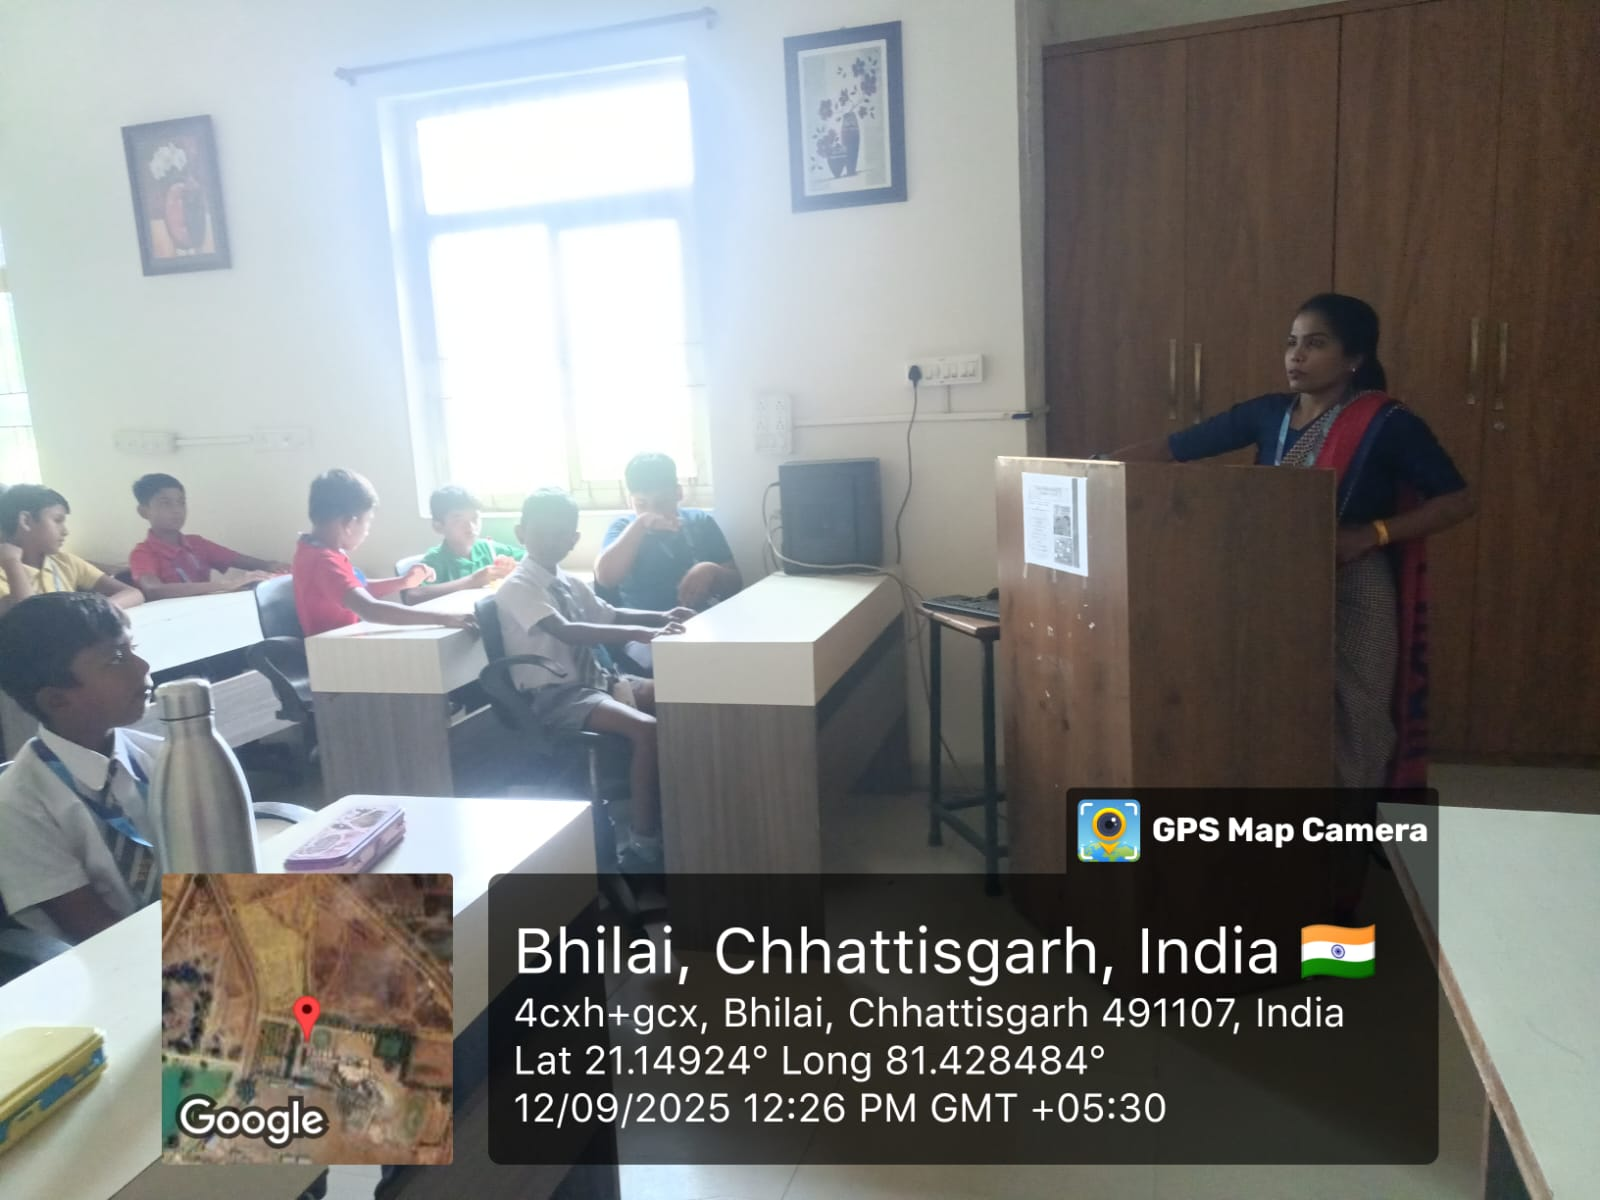 GPS Map Camera
Bhilai, Chhattisgarh, India
4cxh+gcx, Bhilai, Chhattisgarh 491107, India
Lat 21.14924° Long 81.428484°
12/09/2025 12:26 PM GMT +05:30
Google